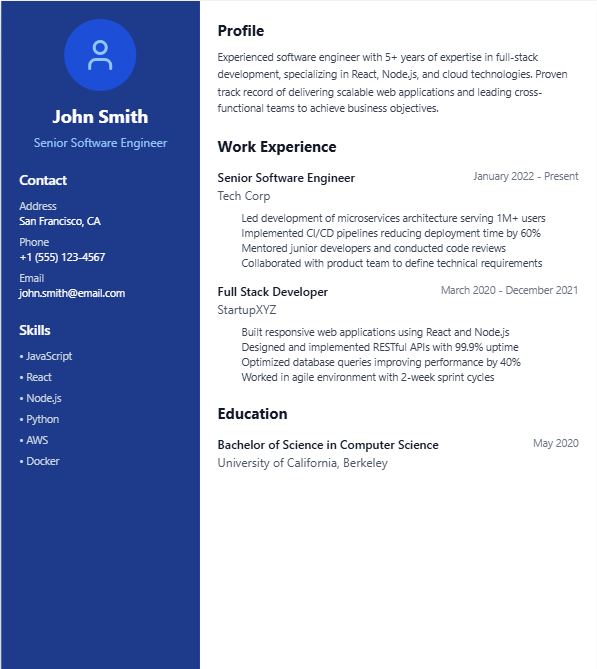 John Smith
Senior Software Engineer
Contact
Address
San Francisco, CA
Phone
+1 (555) 123-4567
Email
john.smith@email.com
Skills
• JavaScript
• React
• Node.js
• Python
• AWS
• Docker
Profile
Experienced software engineer with 5+ years of expertise in full-stack
development, specializing in React, Node.js, and cloud technologies. Proven
track record of delivering scalable web applications and leading cross-
functional teams to achieve business objectives.
Work Experience
Senior Software Engineer January 2022 - Present
Tech Corp
Led development of microservices architecture serving 1M+ users
Implemented CI/CD pipelines reducing deployment time by 60%
Mentored junior developers and conducted code reviews
Collaborated with product team to define technical requirements
Full Stack Developer March 2020 - December 2021
StartupXYZ
Built responsive web applications using React and Node.js
Designed and implemented RESTful APIs with 99.9% uptime
Optimized database queries improving performance by 40%
Worked in agile environment with 2-week sprint cycles
Education
Bachelor of Science in Computer Science May 2020
University of California, Berkeley